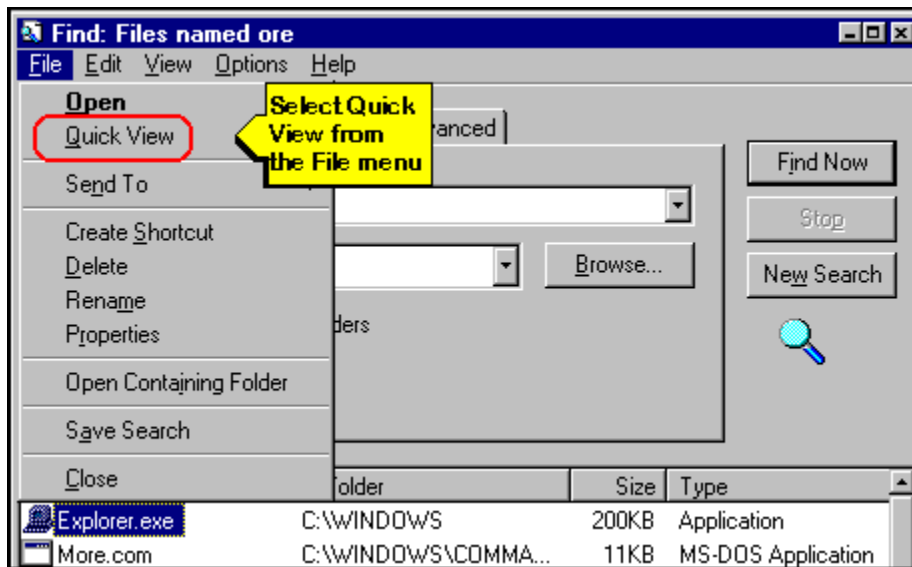 Find: Files named ore
File Edit View Options Help
Open
Quick View
Send To
Create Shortcut
Delete
Rename
Properties
Open Containing Folder
Save Search
Close
Select Quick
View from
the File menu
anced
ders
Browse...
Find Now
Stop
New Search
older Size Type
Explorer.exe C:\WINDOWS 200KB Application
More.com C:\WINDOWS\COMMA... 11KB MS-DOS Application